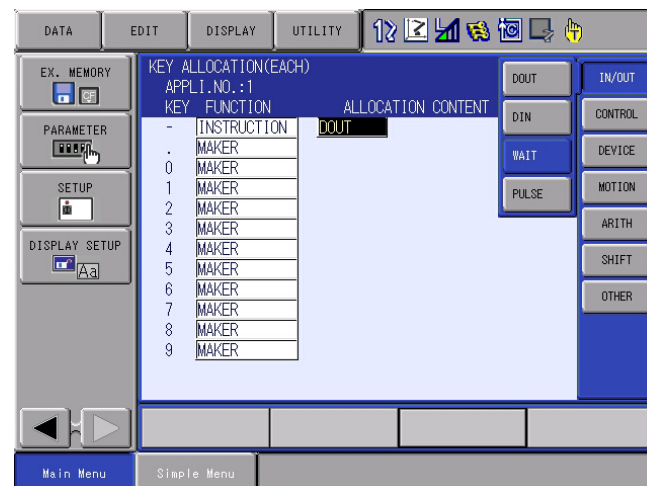 DATA EDIT DISPLAY UTILITY
EX. MEMORY
CF
PARAMETER
SETUP
DISPLAY SETUP
Aa
KEY ALLOCATION(EACH)
APPLI.NO.:1
KEY FUNCTION ALLOCATION CONTENT
- INSTRUCTION DOUT
. MAKER
0 MAKER
1 MAKER
2 MAKER
3 MAKER
4 MAKER
5 MAKER
6 MAKER
7 MAKER
8 MAKER
9 MAKER
DOUT
DIN
WAIT
PULSE
IN/OUT
CONTROL
DEVICE
MOTION
ARITH
SHIFT
OTHER
Main Menu Simple Menu